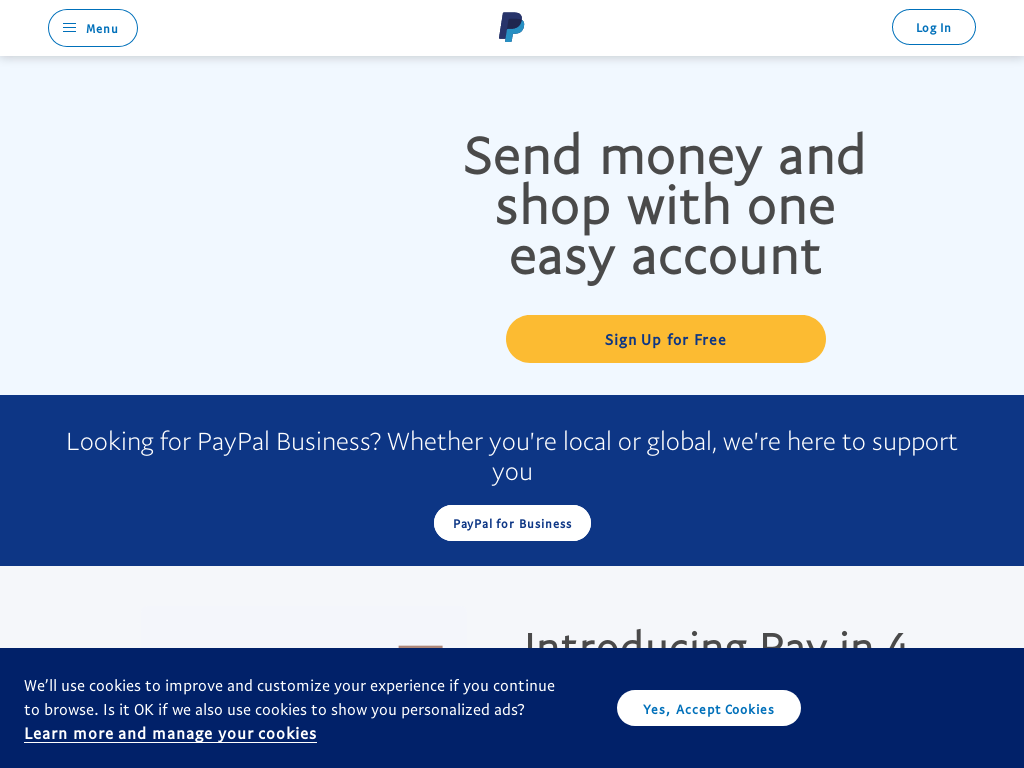 Menu
Log In
Send money and
shop with one
easy account
Sign Up for Free
Looking for PayPal Business? Whether you're local or global, we're here to support
you
PayPal for Business
Introducing Pay in 4
We'll use cookies to improve and customize your experience if you continue
to browse. Is it OK if we also use cookies to show you personalized ads?
Learn more and manage your cookies
Yes, Accept Cookies